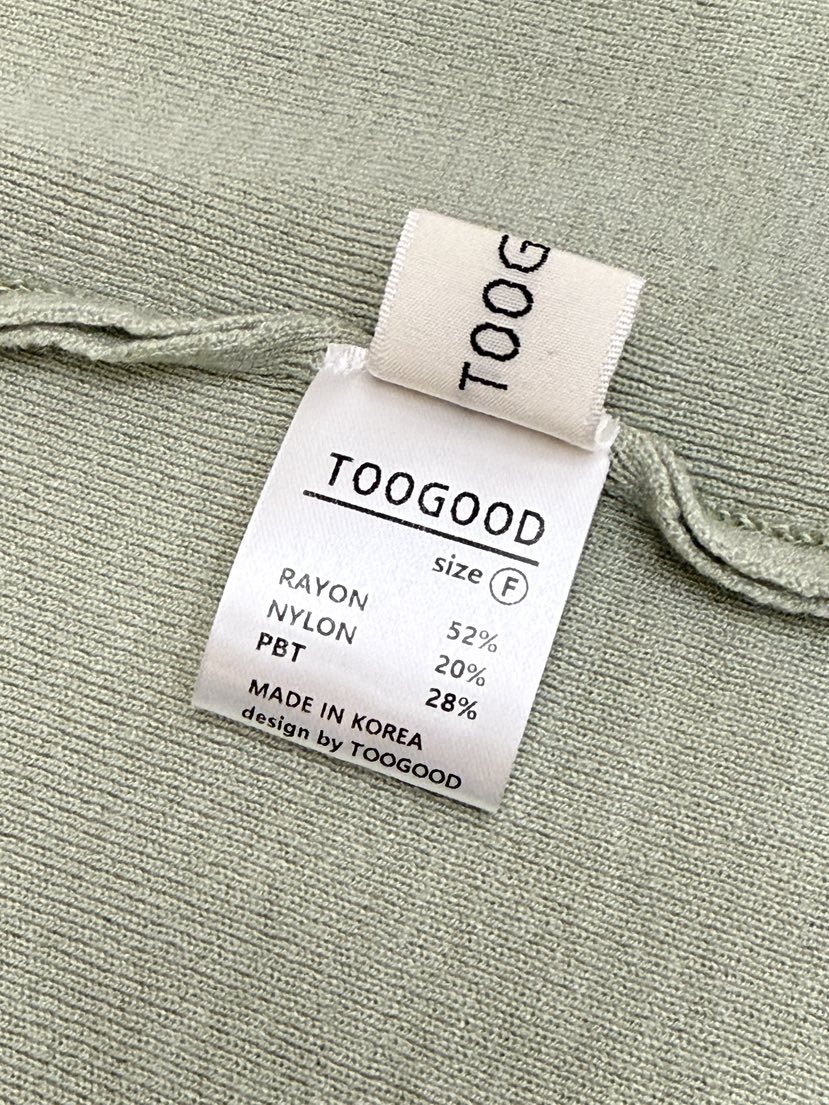 TOOG
TOOGOOD
size F
RAYON 52%
NYLON 20%
PBT 28%
MADE IN KOREA
design by TOOGOOD